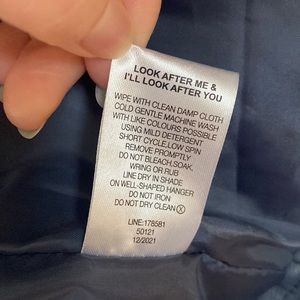 LOOK AFTER ME &
I'LL LOOK AFTER YOU
WIPE WITH CLEAN DAMP CLOTH
COLD GENTLE MACHINE WASH
WITH LIKE COLOURS POSSIBLE
USING MILD DETERGENT
SHORT CYCLE,LOW SPIN
REMOVE PROMPTLY
DO NOT BLEACH,SOAK,
WRING OR RUB
LINE DRY IN SHADE
ON WELL-SHAPED HANGER
DO NOT IRON
DO NOT DRY CLEAN Ⓧ
LINE:178581
50121
12/2021